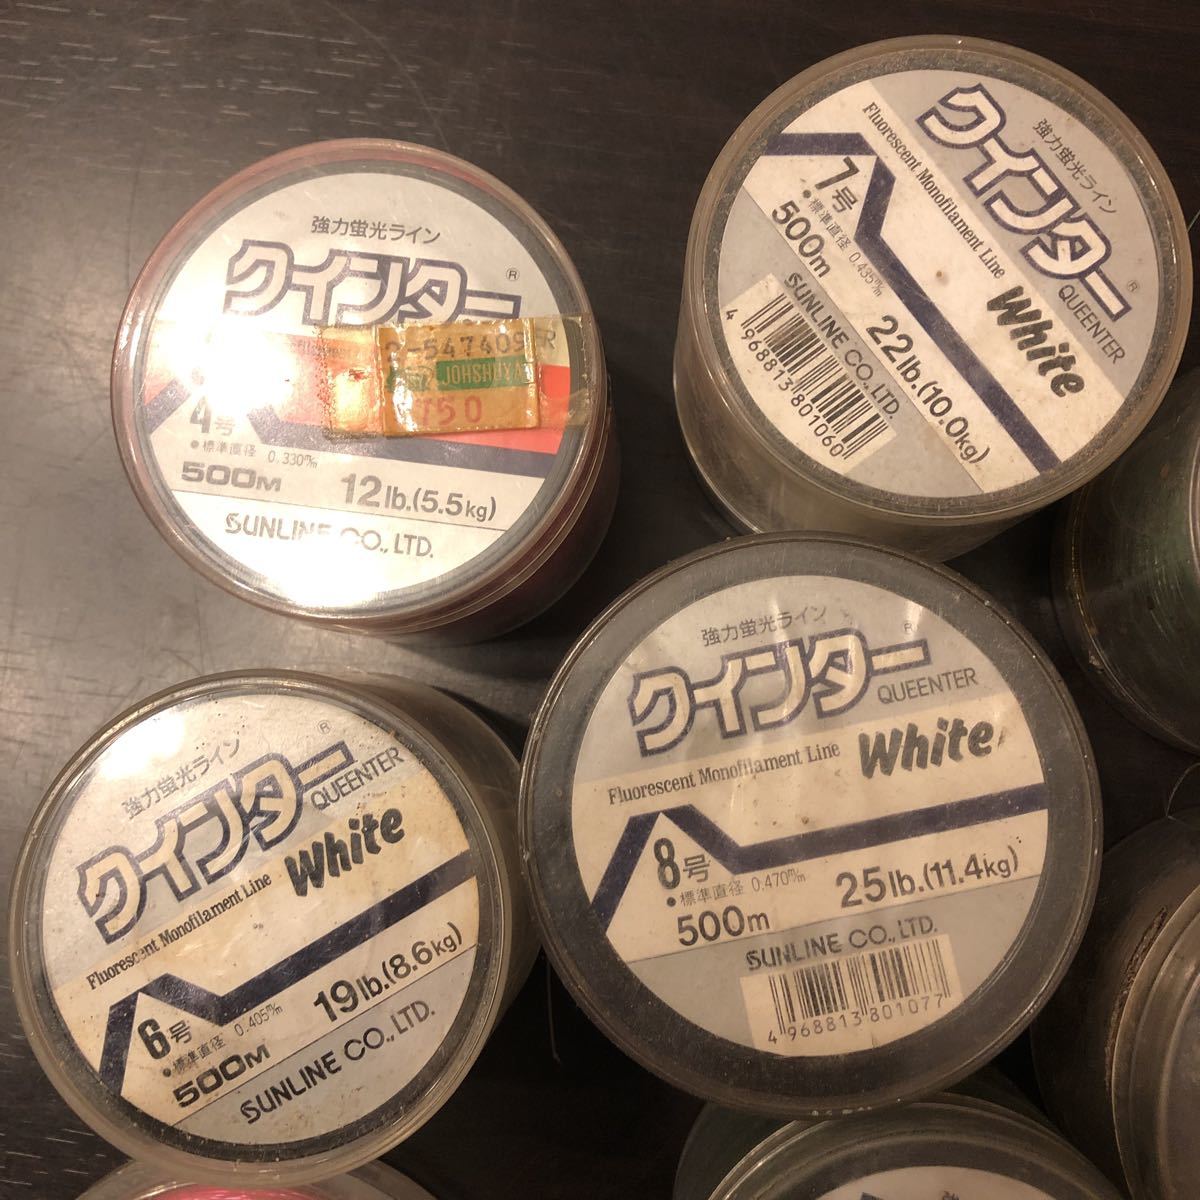 強力蛍光ライン
クインター®
2-547409
JOHSHUYA
4号
●標準直径 0.330㎜
500M
12lb.(5.5kg)
SUNLINE CO., LTD.
強力蛍光ライン
クインター®
QUEENTER
Fluorescent Monofilament Line
White
7号
●標準直径 0.435㎜
500m
22lb.(10.0kg)
SUNLINE CO., LTD.
4 968813 801060
強力蛍光ライン
クインター®
QUEENTER
Fluorescent Monofilament Line
White
6号
●標準直径 0.405㎜
500M
19lb.(8.6kg)
SUNLINE CO., LTD.
強力蛍光ライン
クインター®
QUEENTER
Fluorescent Monofilament Line
White
8号
●標準直径 0.470㎜
500m
25lb.(11.4kg)
SUNLINE CO., LTD.
4 968813 801077